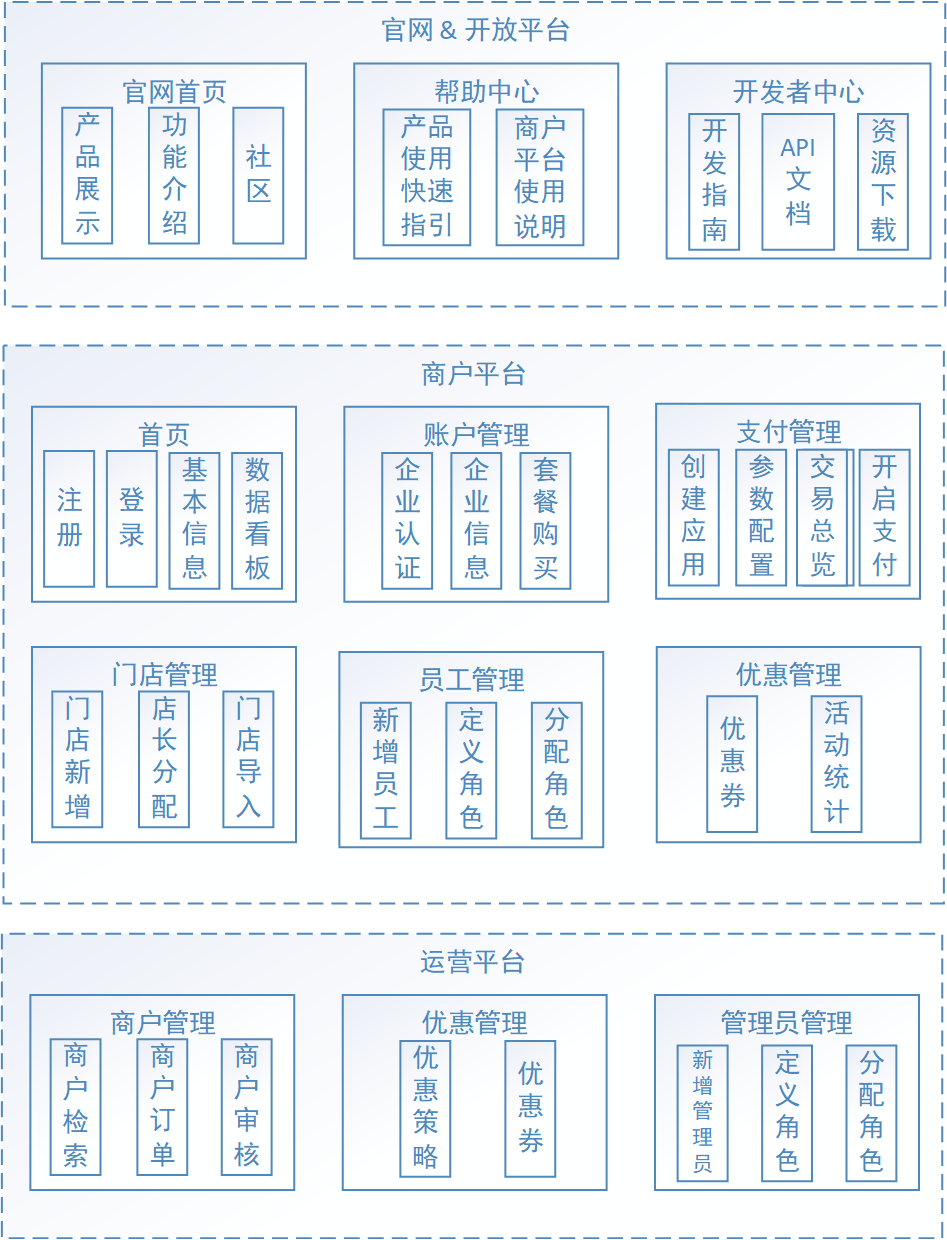 官网 & 开放平台
官网首页
产品展示
功能介绍
社区
帮助中心
产品
使用
快速
指引
商户
平台
使用
说明
开发者中心
开发指南
API
文
档
资源下载
商户平台
首页
注册
登录
基本信息
数据看板
账户管理
企业认证
企业信息
套餐购买
支付管理
创建应用
参数配置
交易总览
开启支付
门店管理
门店新增
店长分配
门店导入
员工管理
新增员工
定义角色
分配角色
优惠管理
优惠券
活动统计
运营平台
商户管理
商户检索
商户订单
商户审核
优惠管理
优惠策略
优惠券
管理员管理
新增管理员
定义角色
分配角色